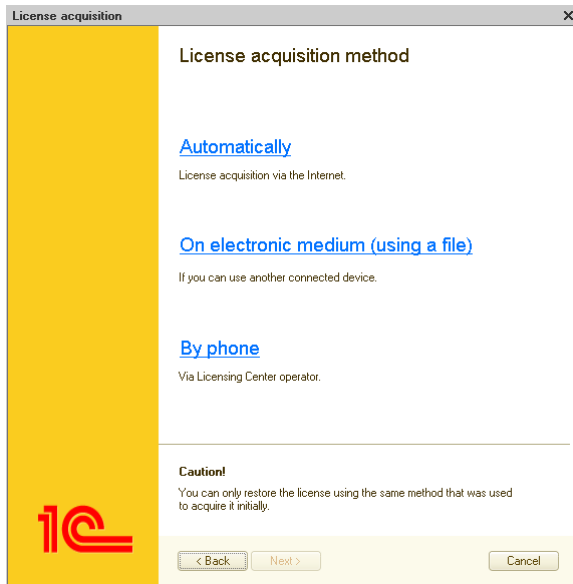 License acquisition
License acquisition method
Automatically
License acquisition via the Internet.
On electronic medium (using a file)
If you can use another connected device.
By phone
Via Licensing Center operator.
Caution!
You can only restore the license using the same method that was used
to acquire it initially.
1С
< Back
Next >
Cancel